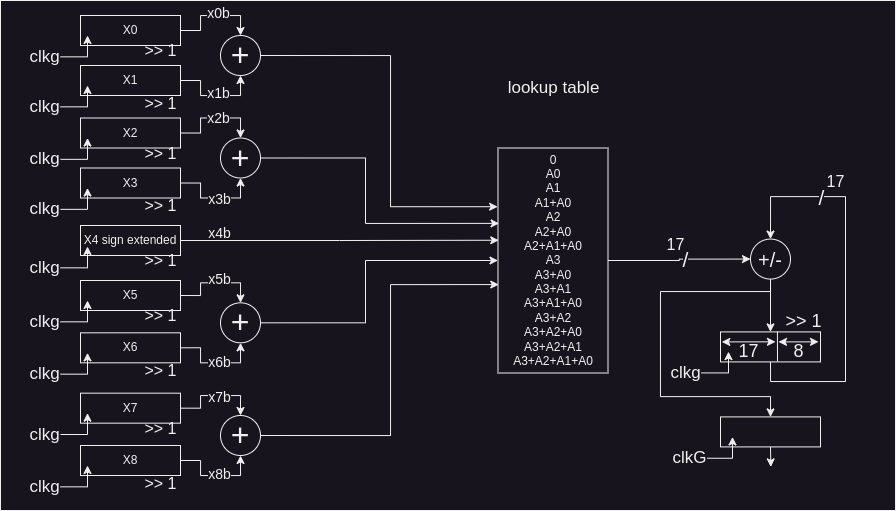 X0
x0b
clkg
>> 1
X1
x1b
clkg
>> 1
+
X2
x2b
clkg
>> 1
X3
x3b
clkg
>> 1
+
X4 sign extended
x4b
clkg
>> 1
X5
x5b
clkg
>> 1
X6
x6b
clkg
>> 1
+
X7
x7b
clkg
>> 1
X8
x8b
clkg
>> 1
+
lookup table
0
A0
A1
A1+A0
A2
A2+A0
A2+A1+A0
A3
A3+A0
A3+A1
A3+A1+A0
A3+A2
A3+A2+A0
A3+A2+A1
A3+A2+A1+A0
17
/
17
/
+/-
>> 1
17
8
clkg
clkG